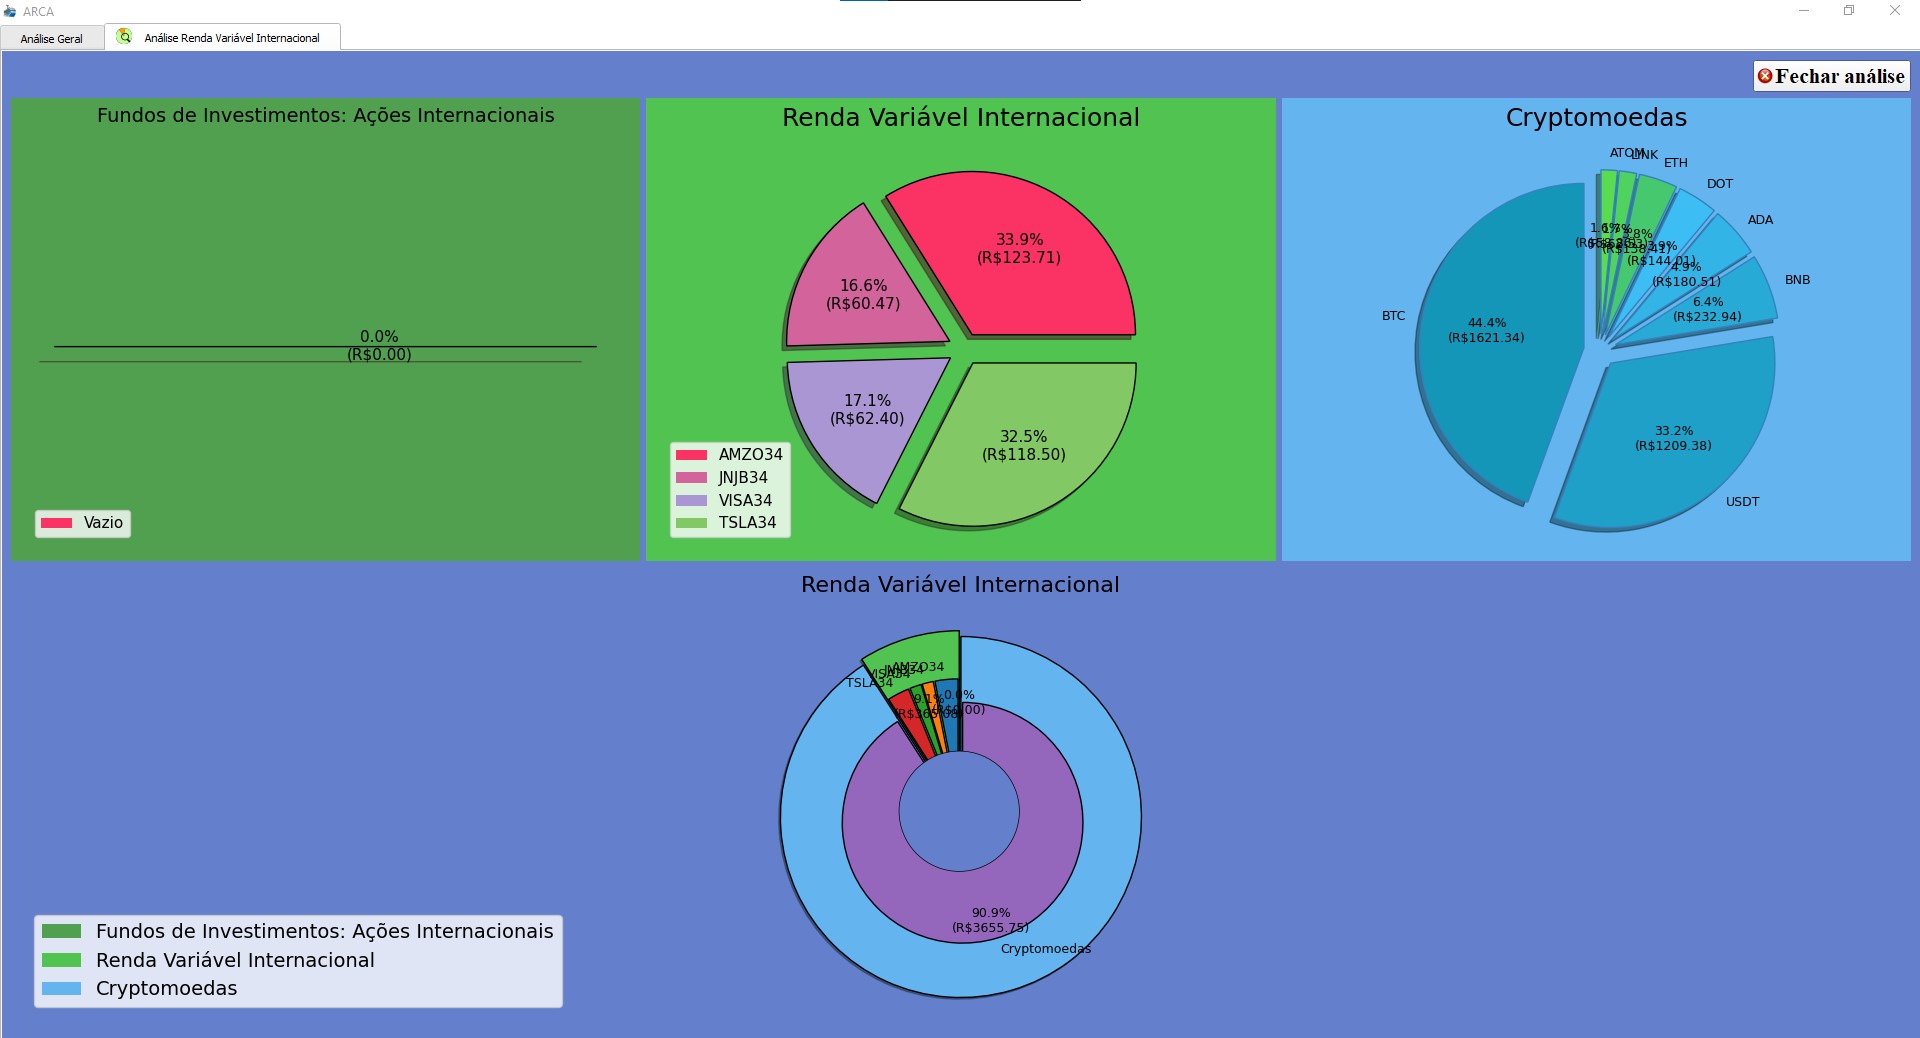 ARCA
Análise Geral
Análise Renda Variável Internacional
Fechar análise
Fundos de Investimentos: Ações Internacionais
0.0%
(R$0.00)
Vazio
Renda Variável Internacional
33.9%
(R$123.71)
16.6%
(R$60.47)
17.1%
(R$62.40)
32.5%
(R$118.50)
AMZO34
JNJB34
VISA34
TSLA34
Cryptomoedas
ATOM
LINK
ETH
DOT
ADA
BNB
BTC
USDT
44.4%
(R$1621.34)
3.9%
(R$144.01)
4.9%
(R$180.51)
6.4%
(R$232.94)
33.2%
(R$1209.38)
Renda Variável Internacional
AMZO34
VISA34
TSLA34
9.1%
0.0%
90.9%
(R$3655.75)
Cryptomoedas
Fundos de Investimentos: Ações Internacionais
Renda Variável Internacional
Cryptomoedas